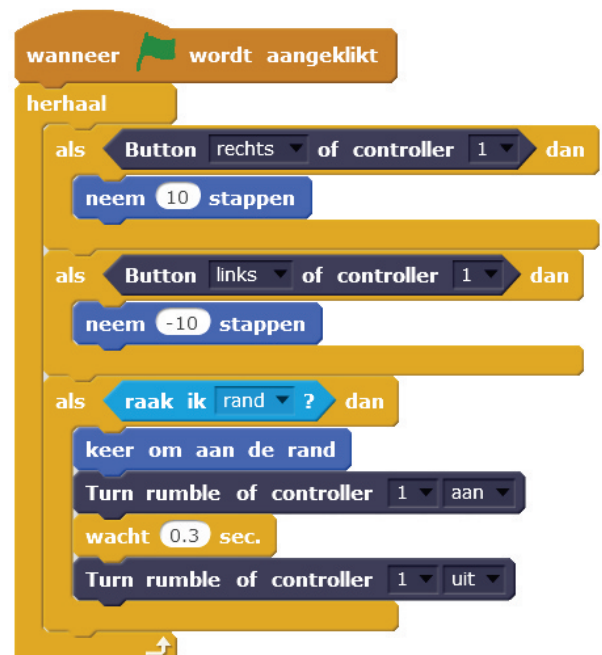 wanneer wordt aangeklikt
herhaal
als Button rechts of controller 1 dan
neem 10 stappen
als Button links of controller 1 dan
neem -10 stappen
als raak ik rand ? dan
keer om aan de rand
Turn rumble of controller 1 aan
wacht 0.3 sec.
Turn rumble of controller 1 uit